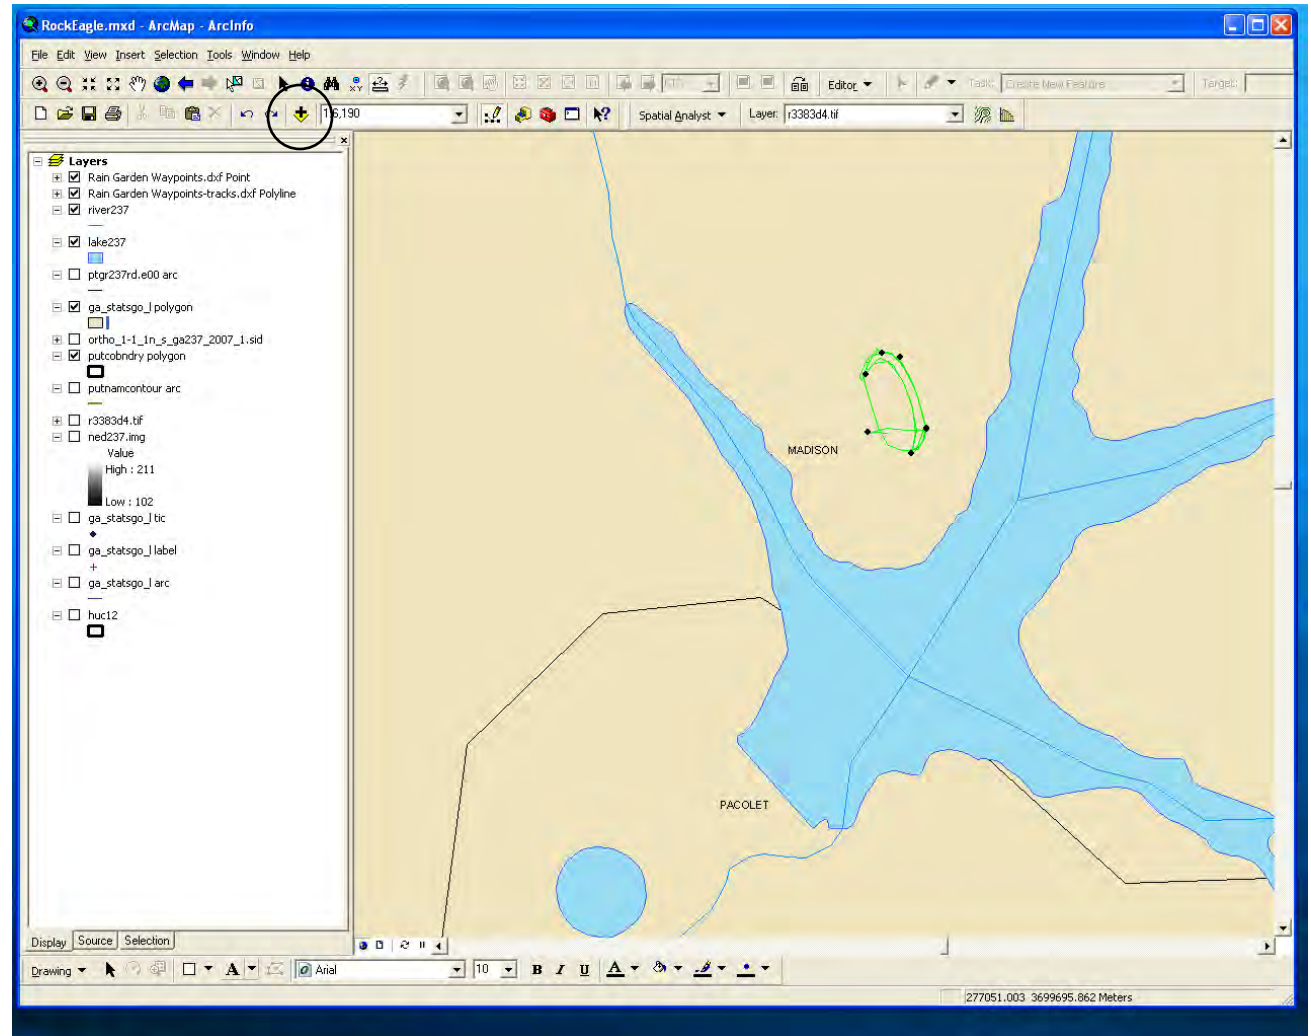 RockEagle.mxd - ArcMap - ArcInfo
File Edit View Insert Selection Tools Window Help
Editor Task: Create New Feature Target:
Spatial Analyst Layer: r3383d4.tif
Layers
Rain Garden Waypoints.dxf Point
Rain Garden Waypoints-tracks.dxf Polyline
river237
lake237
ptgr237rd.e00 arc
ga_statsgo_l polygon
ortho_1-1_1n_s_ga237_2007_1.sid
putcobndry polygon
putnamcontour arc
r3383d4.tif
ned237.img
Value
High : 211
Low : 102
ga_statsgo_l tic
ga_statsgo_l label
ga_statsgo_l arc
huc12
MADISON
PACOLET
Display Source Selection
Drawing A Arial 10 B I U A
277051.003 3699695.862 Meters